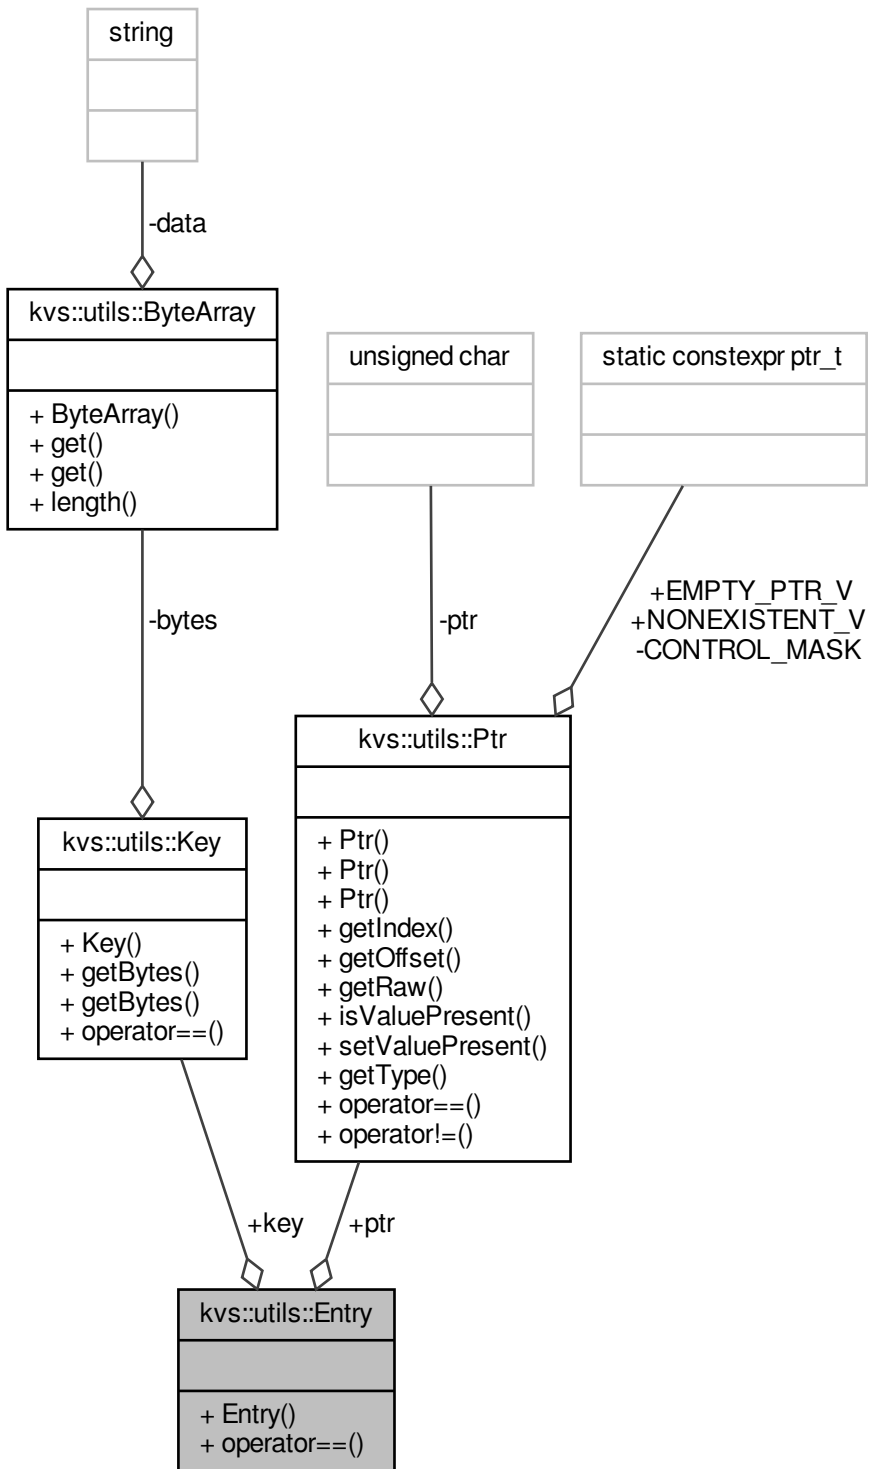 string
-data
kvs::utils::ByteArray
+ ByteArray()
+ get()
+ get()
+ length()
unsigned char
static constexpr ptr_t
-bytes
-ptr
+EMPTY_PTR_V
+NONEXISTENT_V
-CONTROL_MASK
kvs::utils::Ptr
+ Ptr()
+ Ptr()
+ Ptr()
+ getIndex()
+ getOffset()
+ getRaw()
+ isValuePresent()
+ setValuePresent()
+ getType()
+ operator==()
+ operator!=()
kvs::utils::Key
+ Key()
+ getBytes()
+ getBytes()
+ operator==()
+key
+ptr
kvs::utils::Entry
+ Entry()
+ operator==()